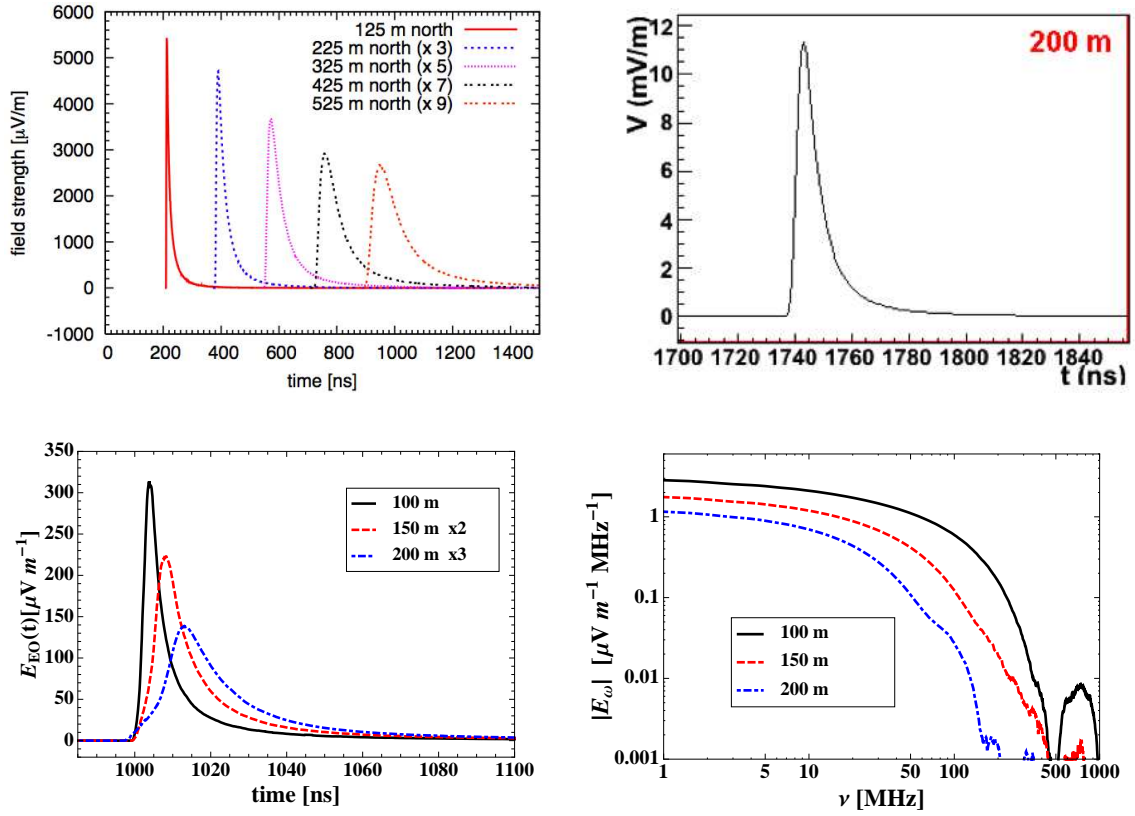 6000
5000
4000
3000
2000
1000
0
-1000
field strength [µV/m]
125 m north
225 m north (x 3)
325 m north (x 5)
425 m north (x 7)
525 m north (x 9)
0 200 400 600 800 1000 1200 1400
time [ns]
200 m
V (mV/m)
12
10
8
6
4
2
0
1700 1720 1740 1760 1780 1800 1820 1840
t (ns)
350
300
250
200
150
100
50
0
E_EO(t)[µV m⁻¹]
100 m
150 m x2
200 m x3
1000 1020 1040 1060 1080 1100
time [ns]
|E_ω| [µV m⁻¹ MHz⁻¹]
1
0.1
0.01
0.001
100 m
150 m
200 m
1 5 10 50 100 500 1000
ν [MHz]